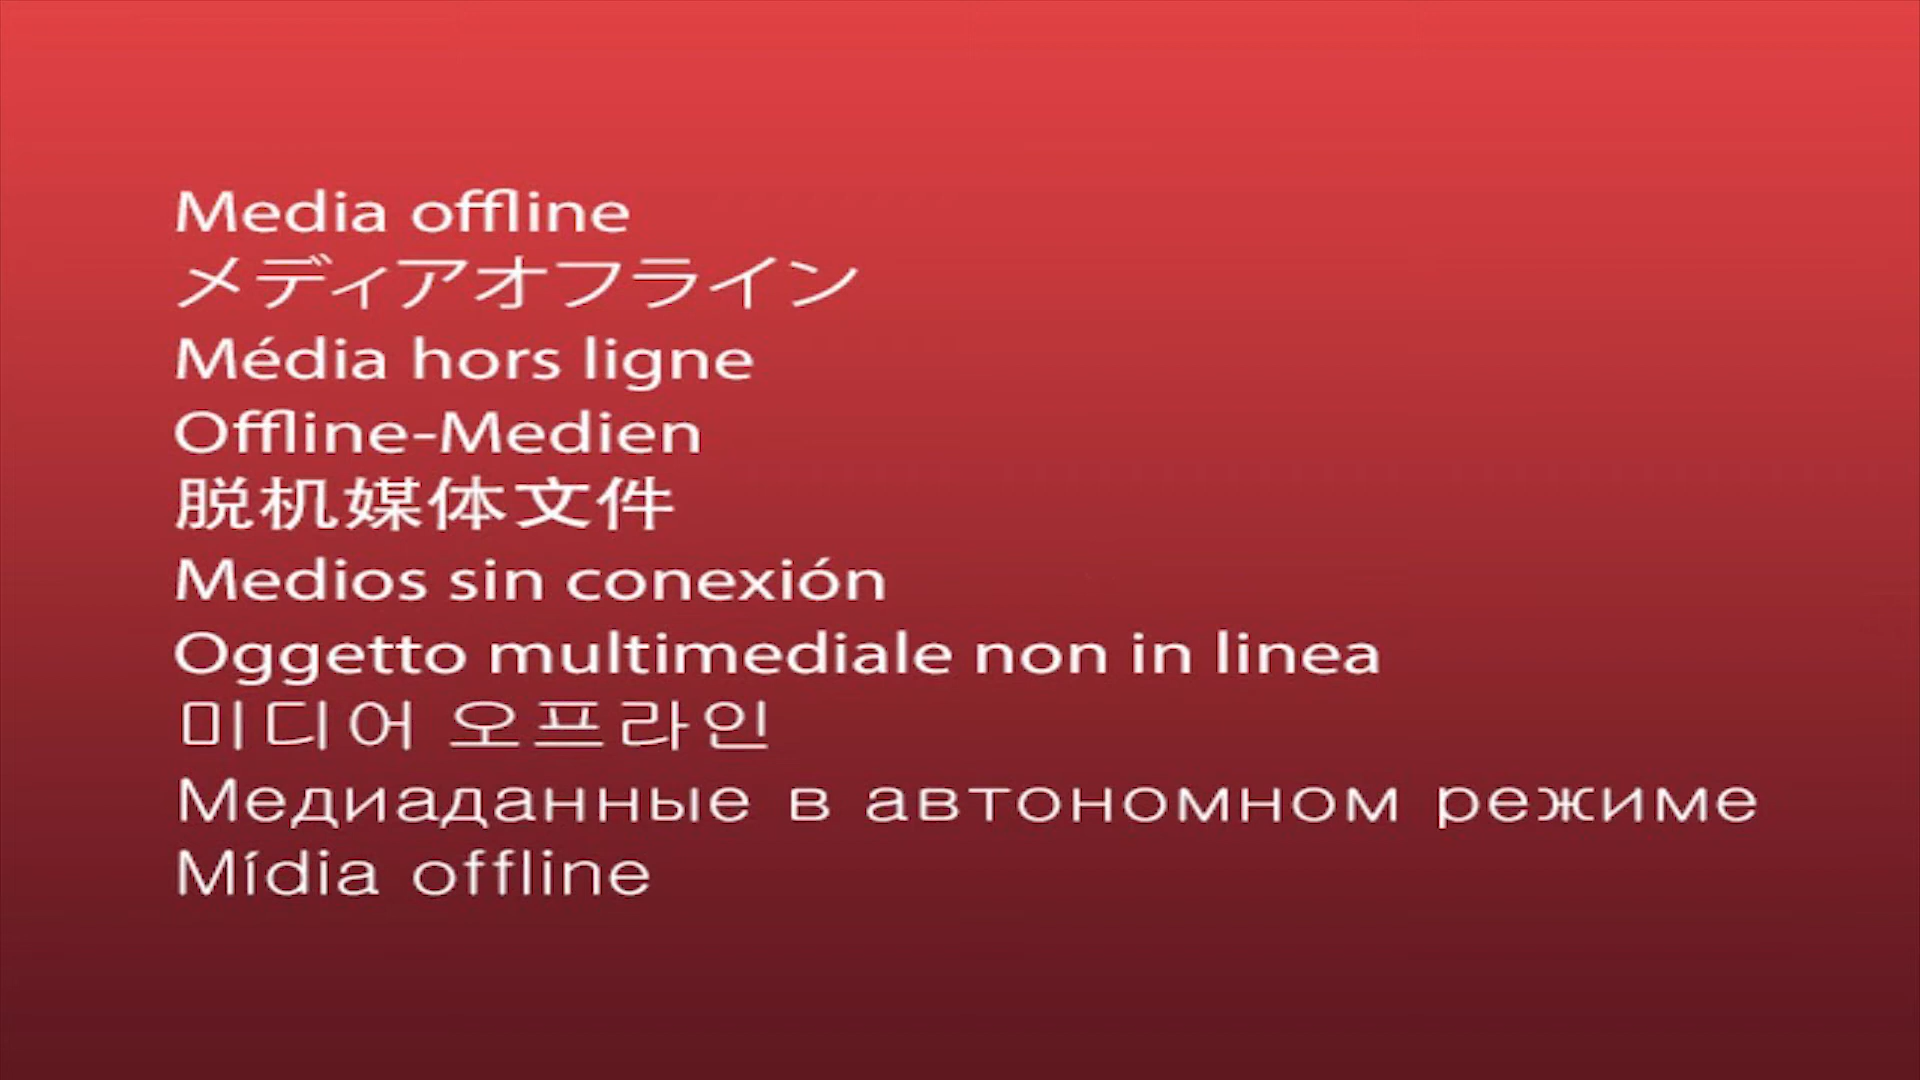 Media offline
メディアオフライン
Média hors ligne
Offline-Medien
脱机媒体文件
Medios sin conexión
Oggetto multimediale non in linea
미디어 오프라인
Медиаданные в автономном режиме
Mídia offline